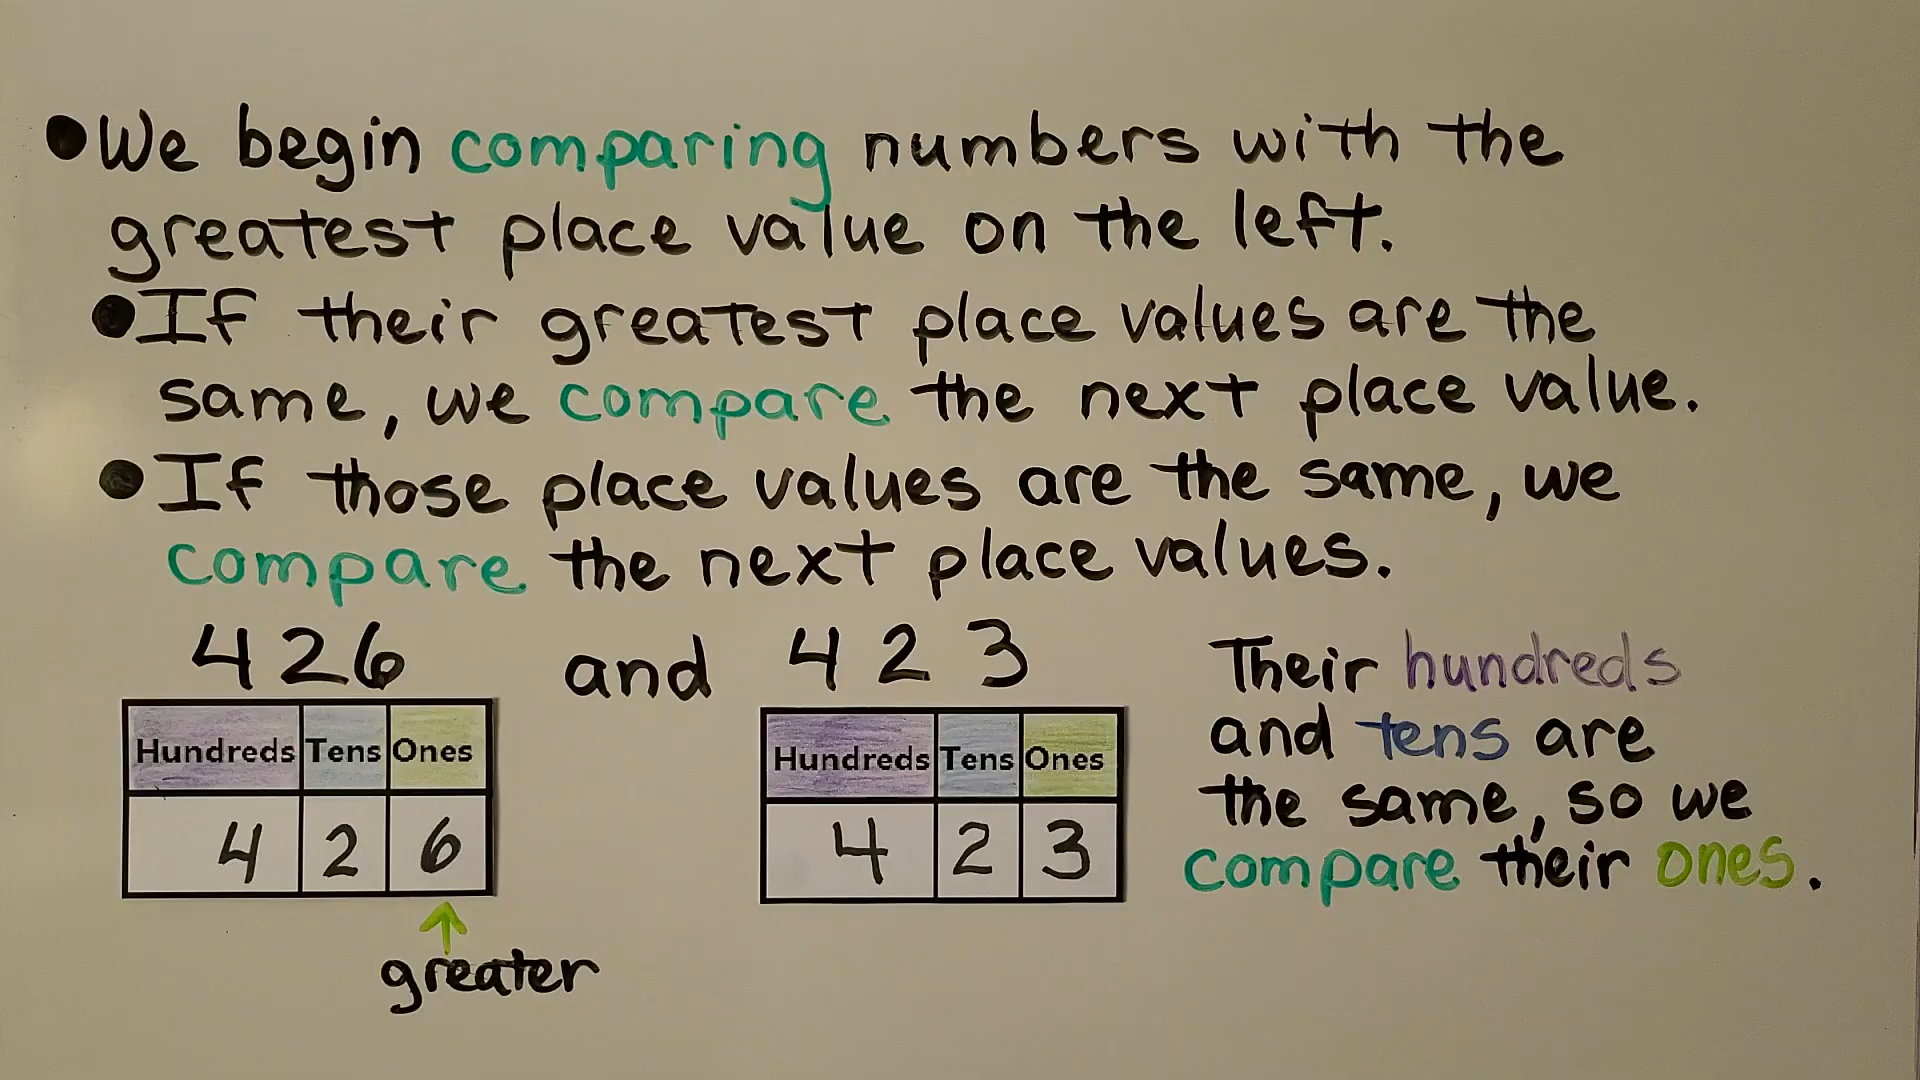 ●We begin comparing numbers with the
greatest place value on the left.
●If their greatest place values are the
same, we compare the next place value.
●If those place values are the same, we
compare the next place values.
426 and 423
Hundreds Tens Ones
4 2 6
greater
Hundreds Tens Ones
4 2 3
Their hundreds
and tens are
the same, so we
compare their ones.